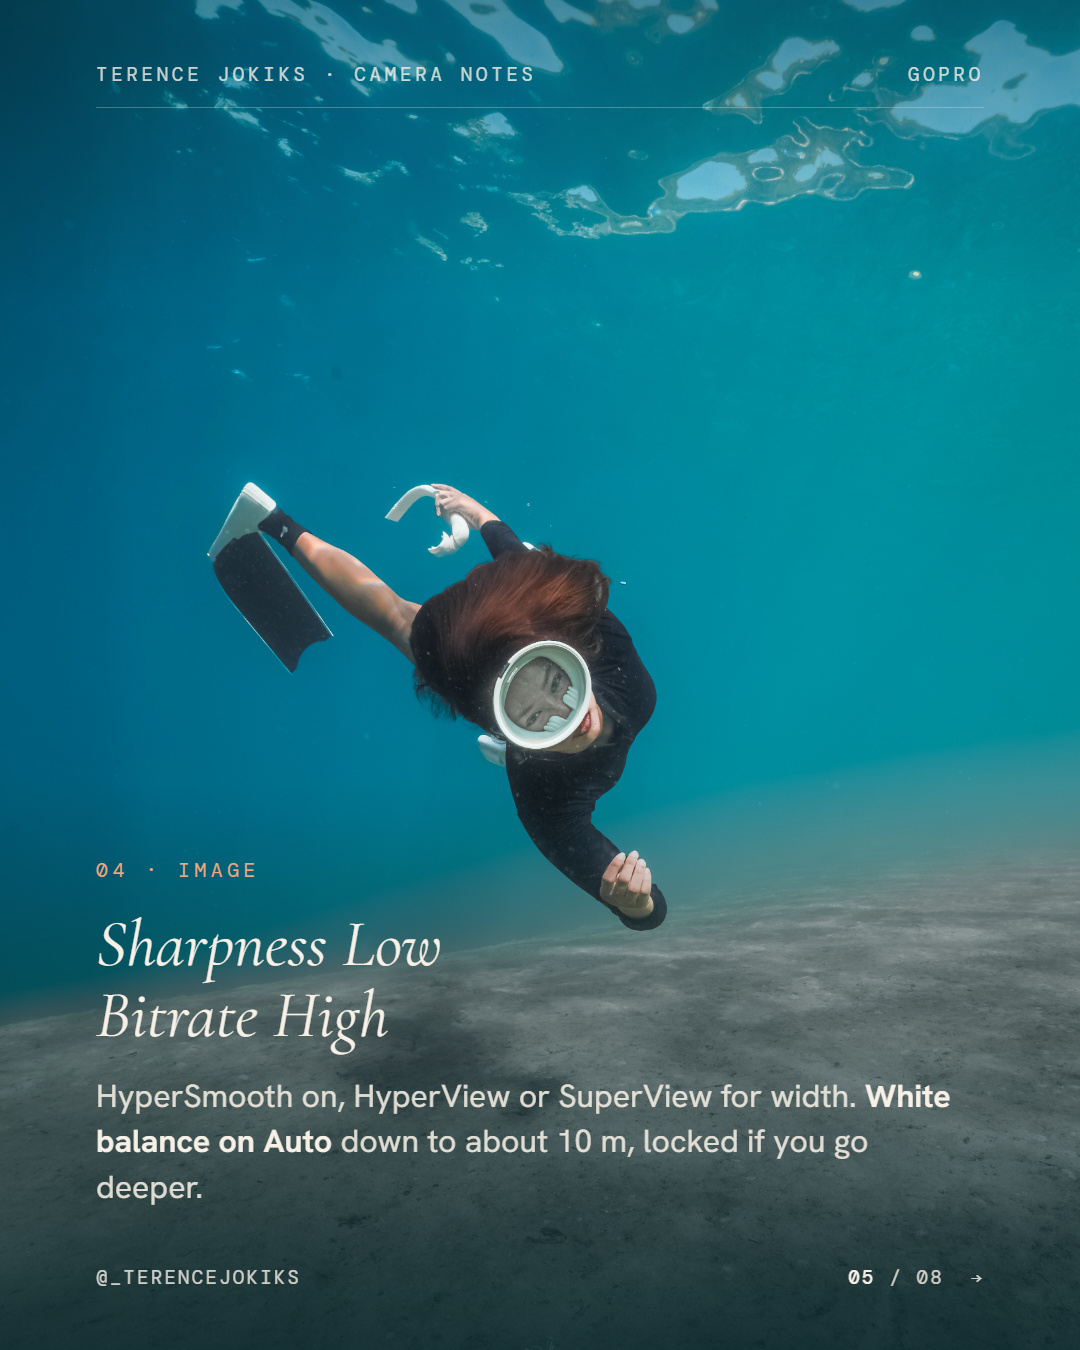 TERENCE JOKIKS · CAMERA NOTES
GOPRO
04 · IMAGE
Sharpness Low
Bitrate High
HyperSmooth on, HyperView or SuperView for width. White
balance on Auto down to about 10 m, locked if you go
deeper.
@_TERENCEJOKIKS
05 / 08 →